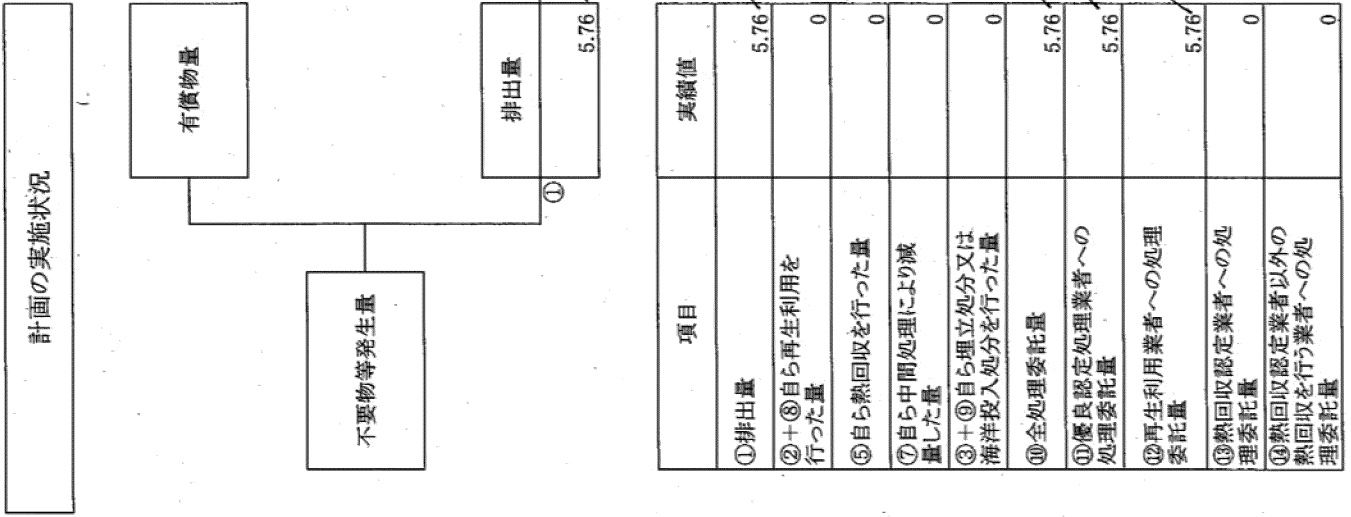 計画の実施状況
有償物量
不要物等発生量
排出量
①
5.76
項目
実績値
①排出量
5.76
②+⑧自ら再生利用を
行った量
0
⑤自ら熱回収を行った量
0
⑦自ら中間処理により減
量した量
0
③+⑨自ら埋立処分又は
海洋投入処分を行った量
0
⑩全処理委託量
5.76
⑪優良認定処理業者への
処理委託量
5.76
⑫再生利用業者への処理
委託量
5.76
⑬熱回収認定業者への処
理委託量
0
⑭熱回収認定業者以外の
熱回収を行う業者への処
理委託量
0